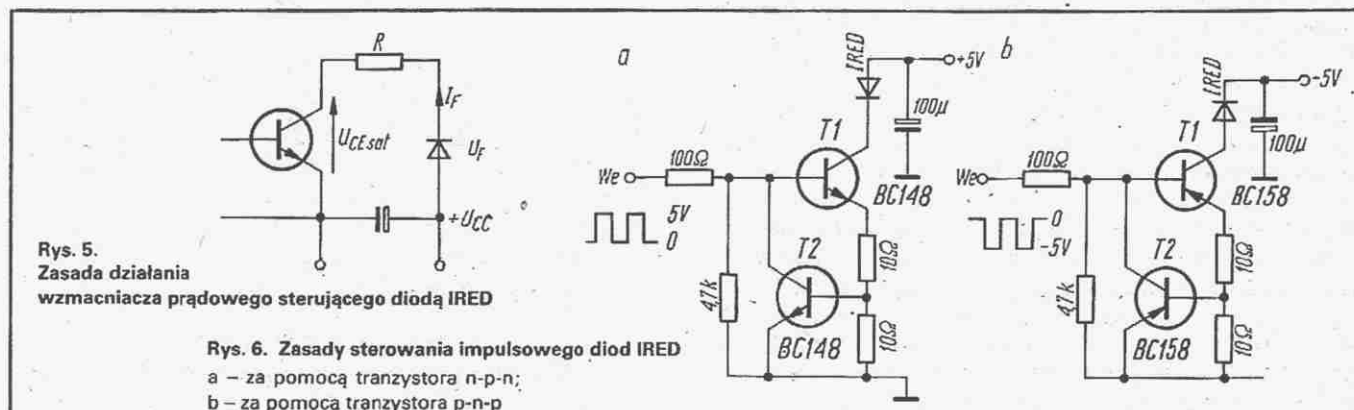 R
I_F
U_CEsat
U_F
+U_CC
Rys. 5.
Zasada działania
wzmacniacza prądowego sterującego diodą IRED
a
IRED
+5V
100µ
T1
100Ω
We
BC148
5V
0
T2
10Ω
4,7k
10Ω
BC148
b
IRED
-5V
100µ
T1
100Ω
We
BC158
0
-5V
T2
10Ω
4,7k
10Ω
BC158
Rys. 6. Zasady sterowania impulsowego diod IRED
a – za pomocą tranzystora n-p-n;
b – za pomocą tranzystora p-n-p